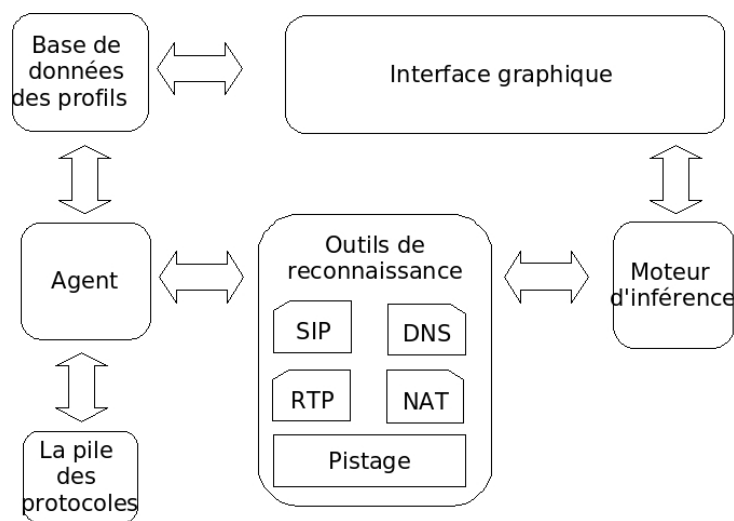 Base de
données
des profils
Interface graphique
Agent
Outils de
reconnaissance
SIP
DNS
RTP
NAT
Pistage
Moteur
d'inférence
La pile
des
protocoles